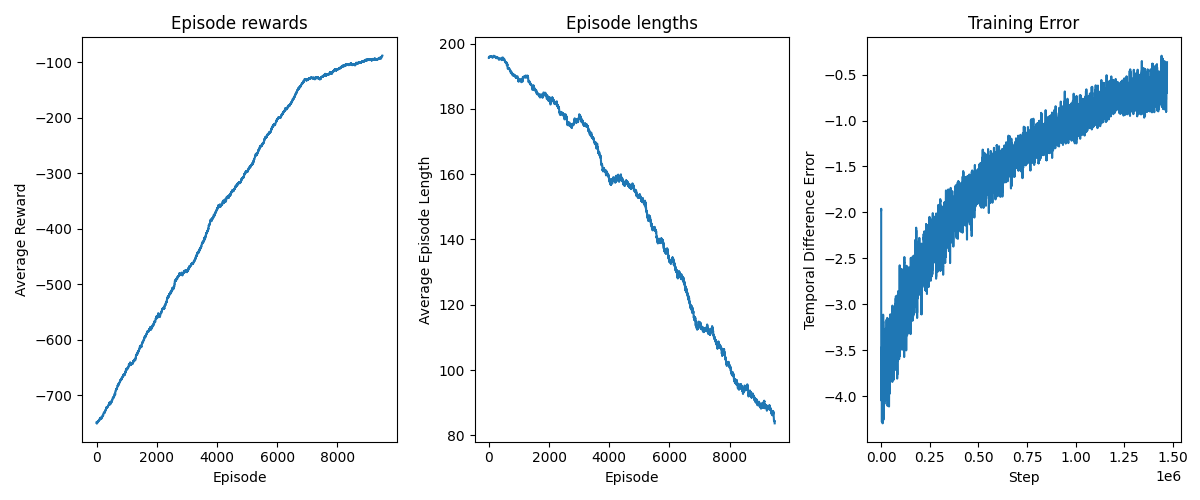 Episode rewards
Average Reward
−100
−200
−300
−400
−500
−600
−700
0 2000 4000 6000 8000
Episode
Episode lengths
Average Episode Length
200
180
160
140
120
100
80
0 2000 4000 6000 8000
Episode
Training Error
Temporal Difference Error
−0.5
−1.0
−1.5
−2.0
−2.5
−3.0
−3.5
−4.0
0.00 0.25 0.50 0.75 1.00 1.25 1.50
1e6
Step